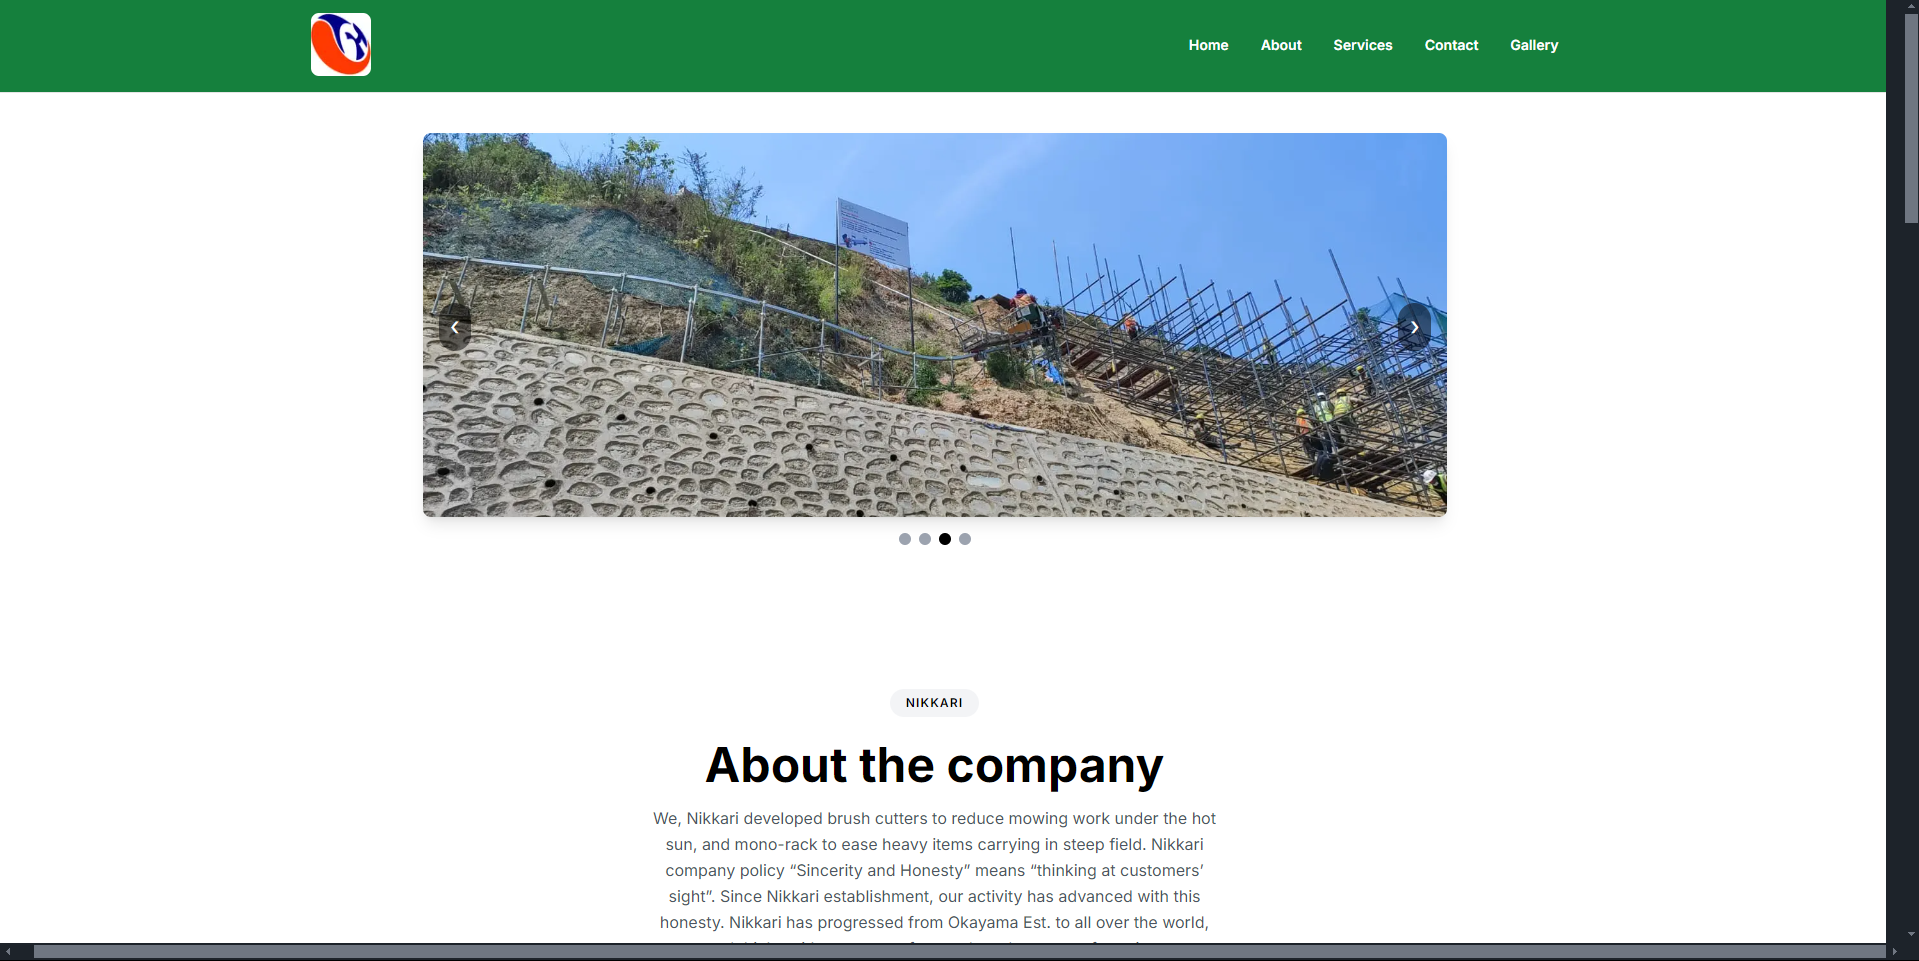 Home About Services Contact Gallery
NIKKARI
About the company
We, Nikkari developed brush cutters to reduce mowing work under the hot
sun, and mono-rack to ease heavy items carrying in steep field. Nikkari
company policy “Sincerity and Honesty” means “thinking at customers’
sight”. Since Nikkari establishment, our activity has advanced with this
honesty. Nikkari has progressed from Okayama Est. to all over the world,